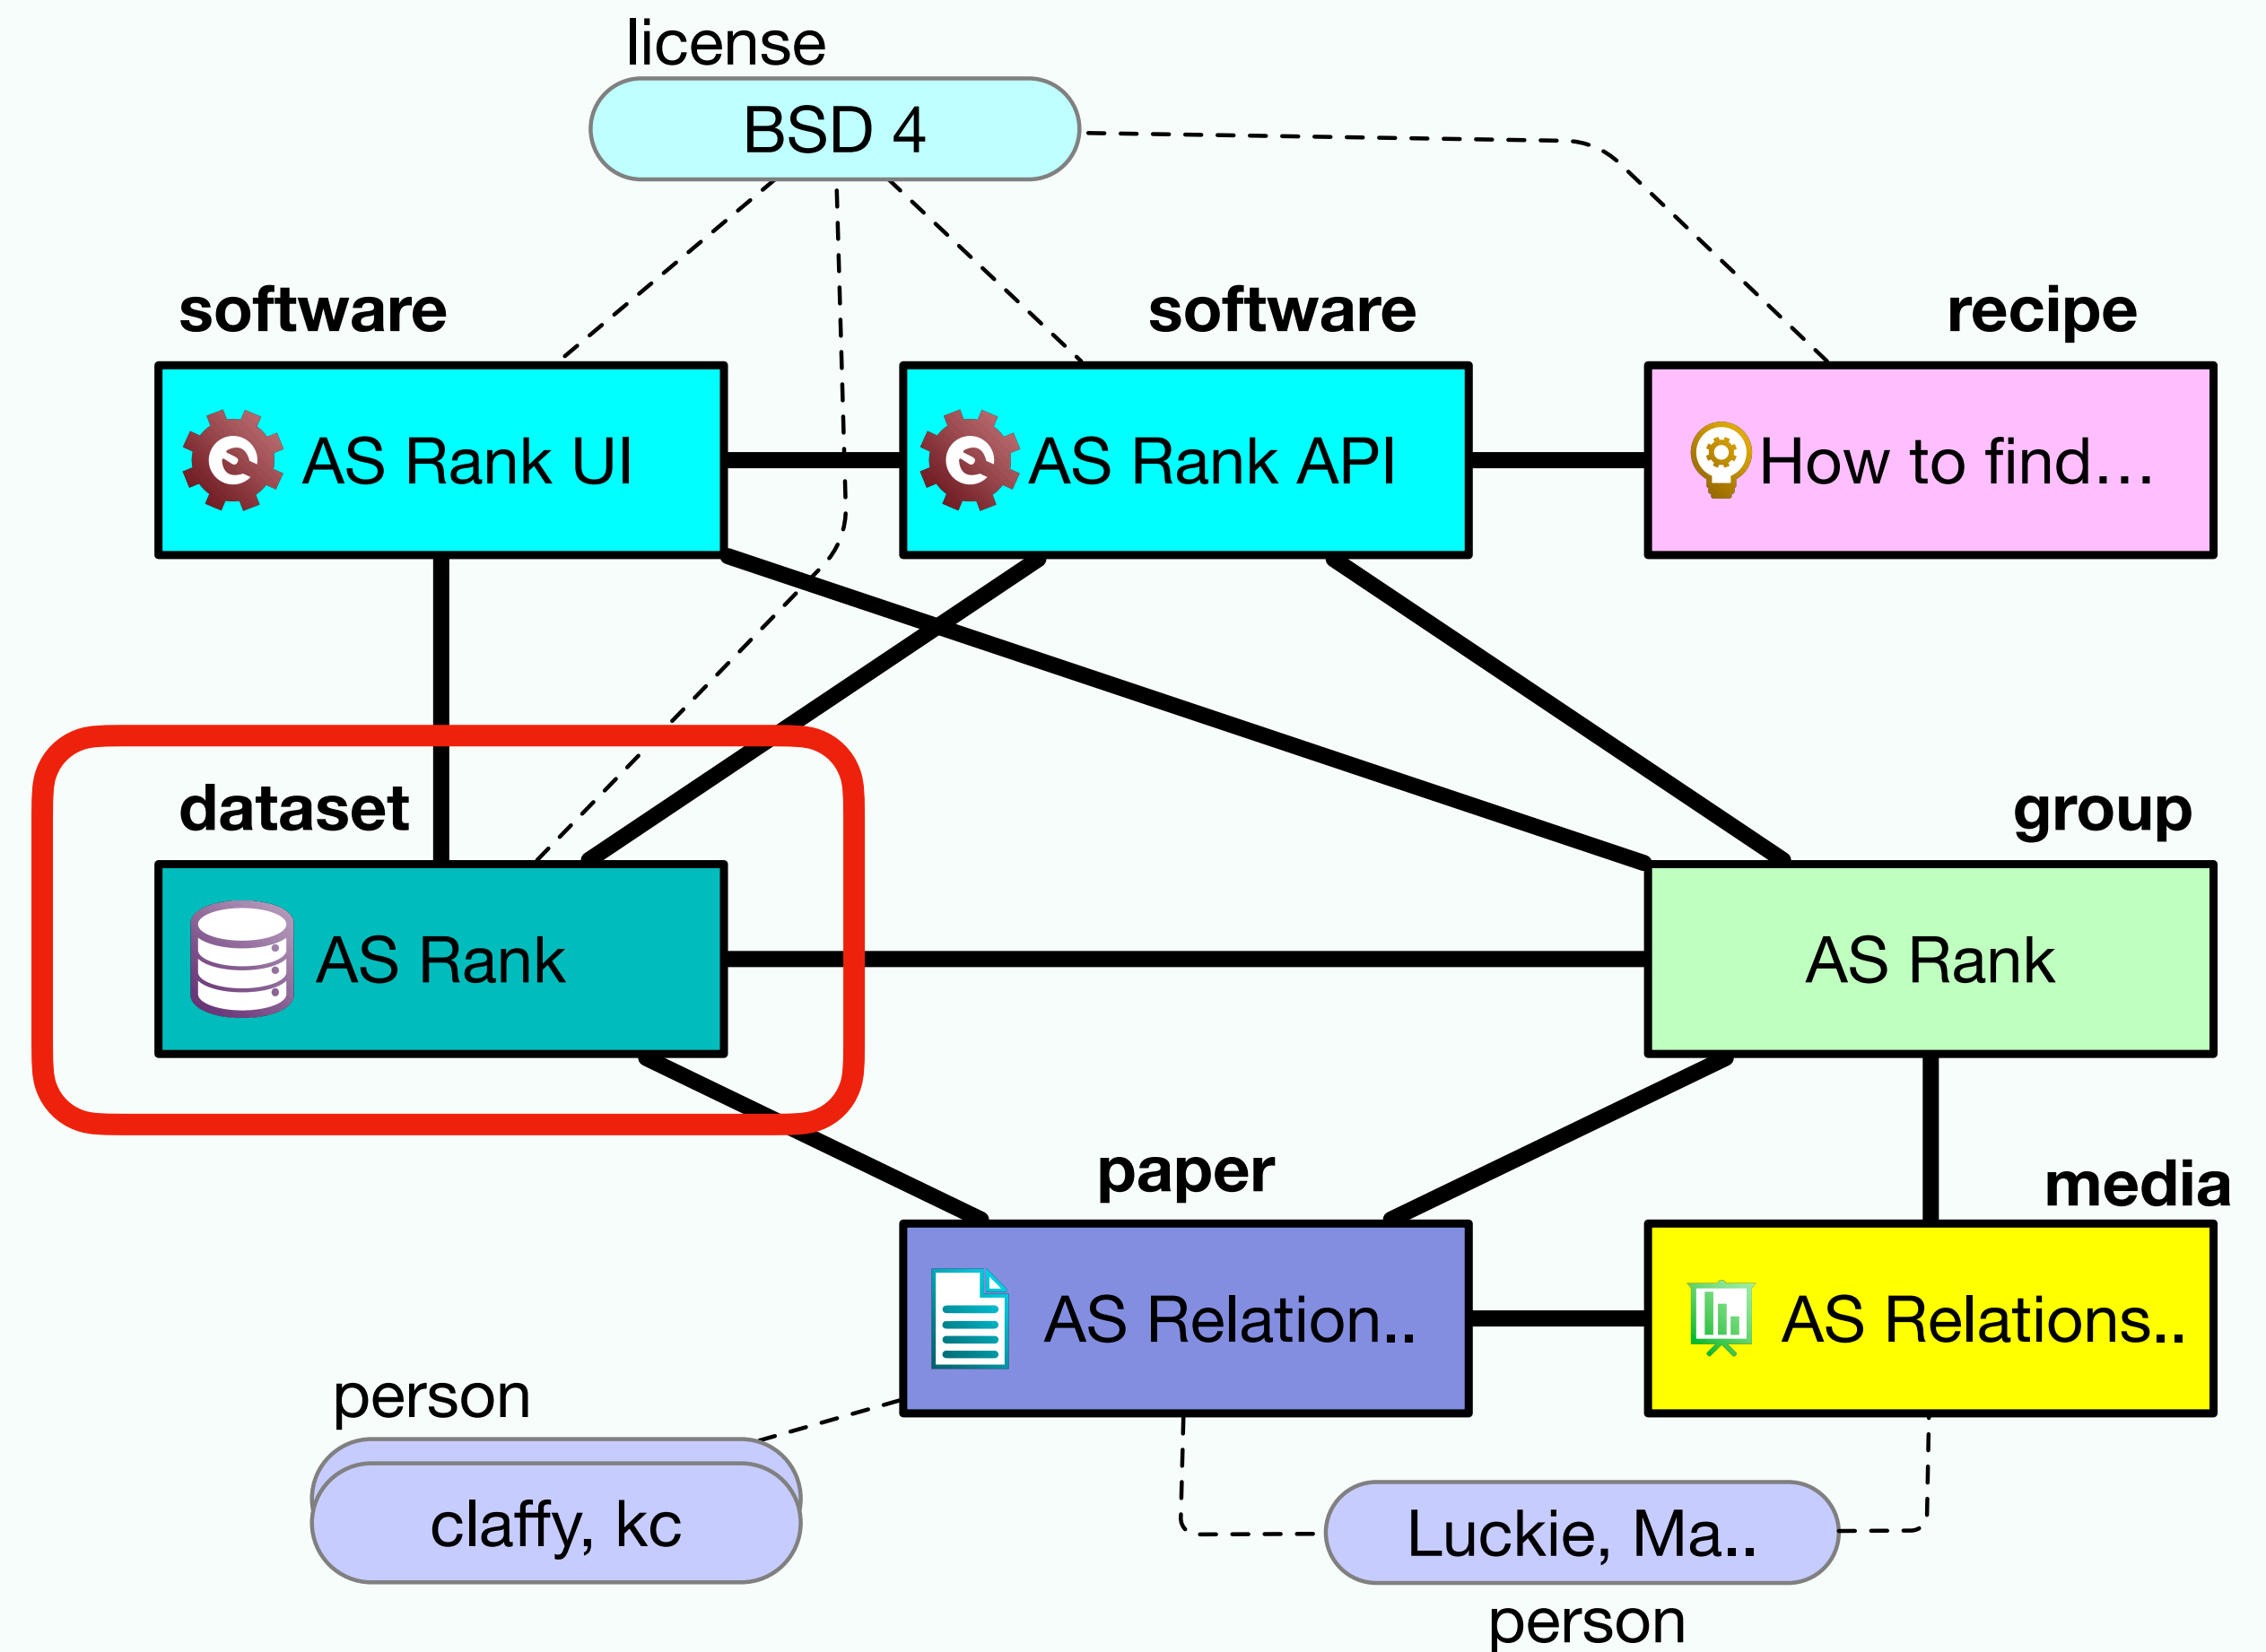 license
BSD 4
software
software
recipe
AS Rank UI
AS Rank API
How to find...
dataset
group
AS Rank
AS Rank
paper
media
AS Relation..
AS Relations..
person
claffy, kc
Luckie, Ma..
person